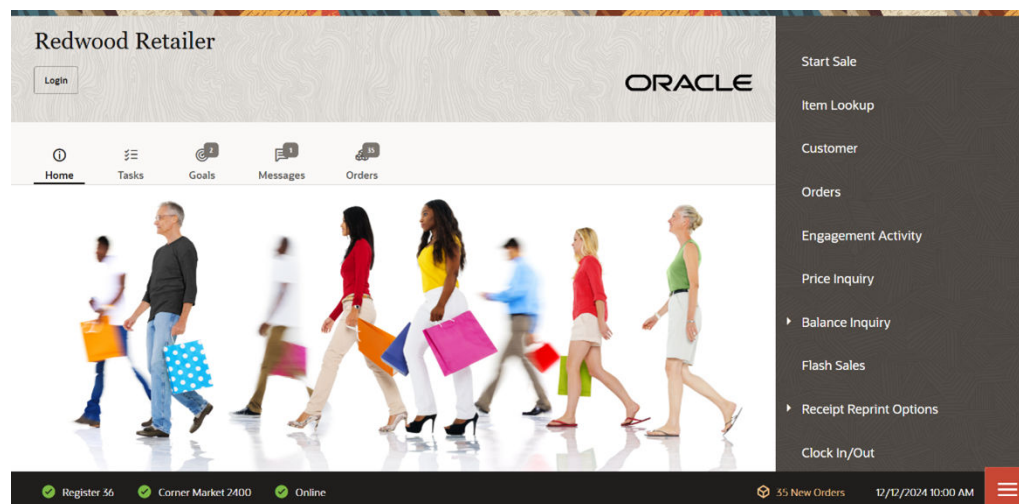 Redwood Retailer
Login
ORACLE
Home
Tasks
2
Goals
1
Messages
35
Orders
Start Sale
Item Lookup
Customer
Orders
Engagement Activity
Price Inquiry
Balance Inquiry
Flash Sales
Receipt Reprint Options
Clock In/Out
Register 36
Corner Market 2400
Online
35 New Orders
12/12/2024 10:00 AM